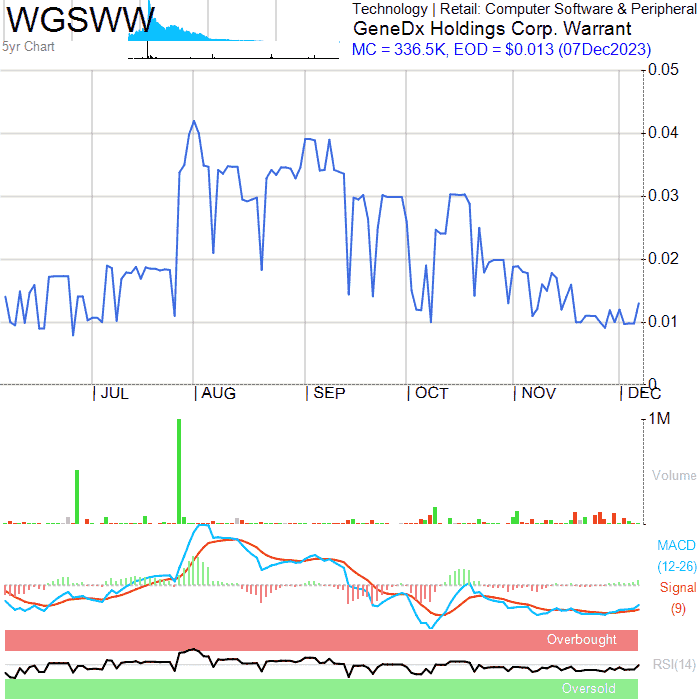 WGSWW
Technology | Retail: Computer Software & Peripheral
GeneDx Holdings Corp. Warrant
5yr Chart
MC = 336.5K, EOD = $0.013 (07Dec2023)
0.05
0.04
0.03
0.02
0.01
0
JUL
AUG
SEP
OCT
NOV
DEC
1M
Volume
MACD
(12-26)
Signal
(9)
Overbought
RSI(14)
Oversold